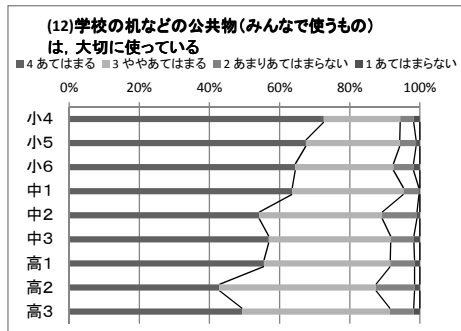 (12)学校の机などの公共物(みんなで使うもの)
は，大切に使っている
■4 あてはまる ■3 ややあてはまる ■2 あまりあてはまらない ■1 あてはまらない
0% 20% 40% 60% 80% 100%
小4
小5
小6
中1
中2
中3
高1
高2
高3